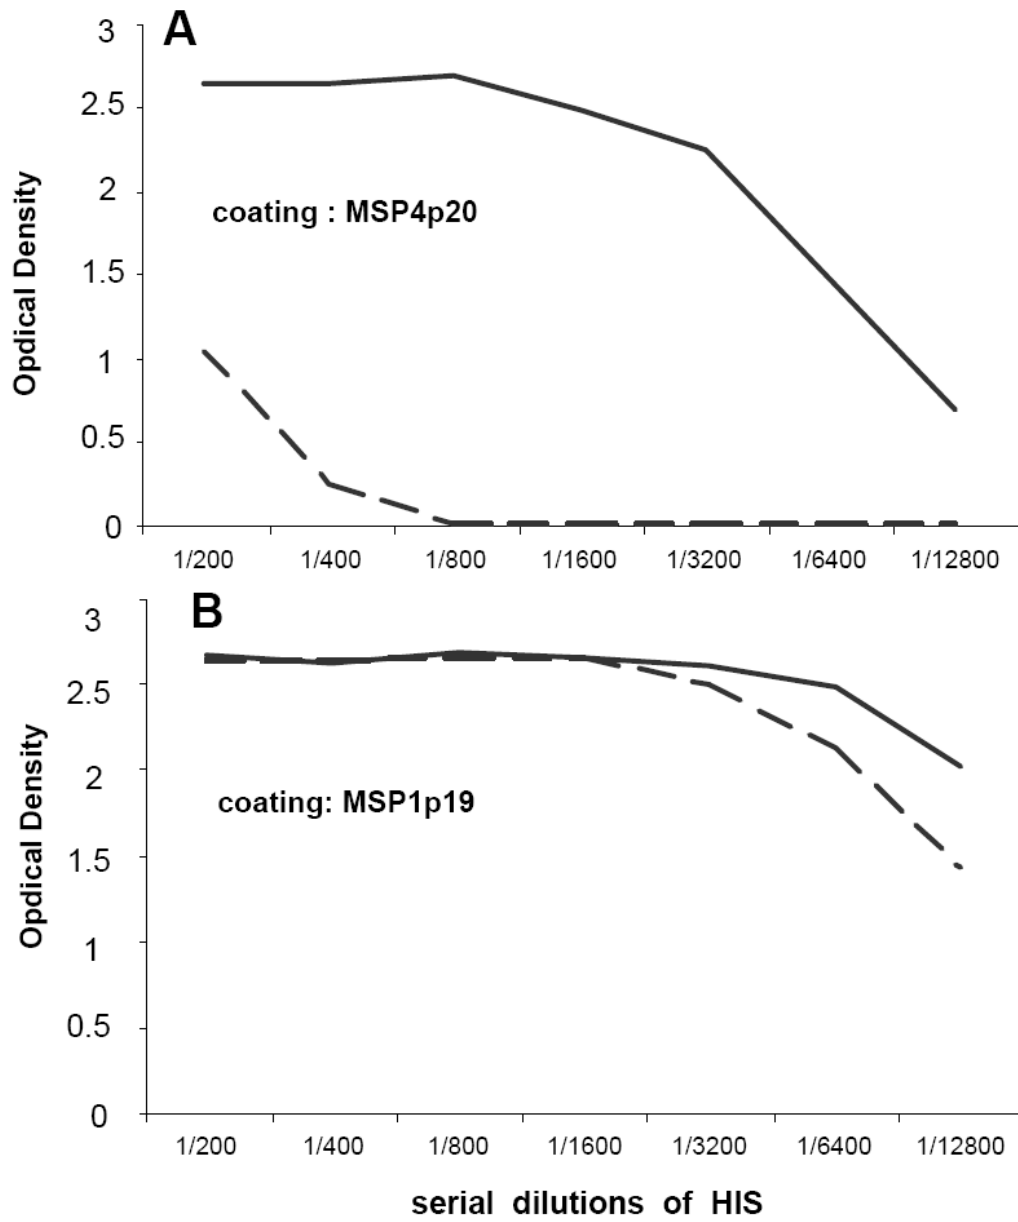 A
3
2.5
2
1.5
1
0.5
0
Opdical Density
coating : MSP4p20
1/200 1/400 1/800 1/1600 1/3200 1/6400 1/12800
B
3
2.5
2
1.5
1
0.5
0
Opdical Density
coating: MSP1p19
1/200 1/400 1/800 1/1600 1/3200 1/6400 1/12800
serial dilutions of HIS